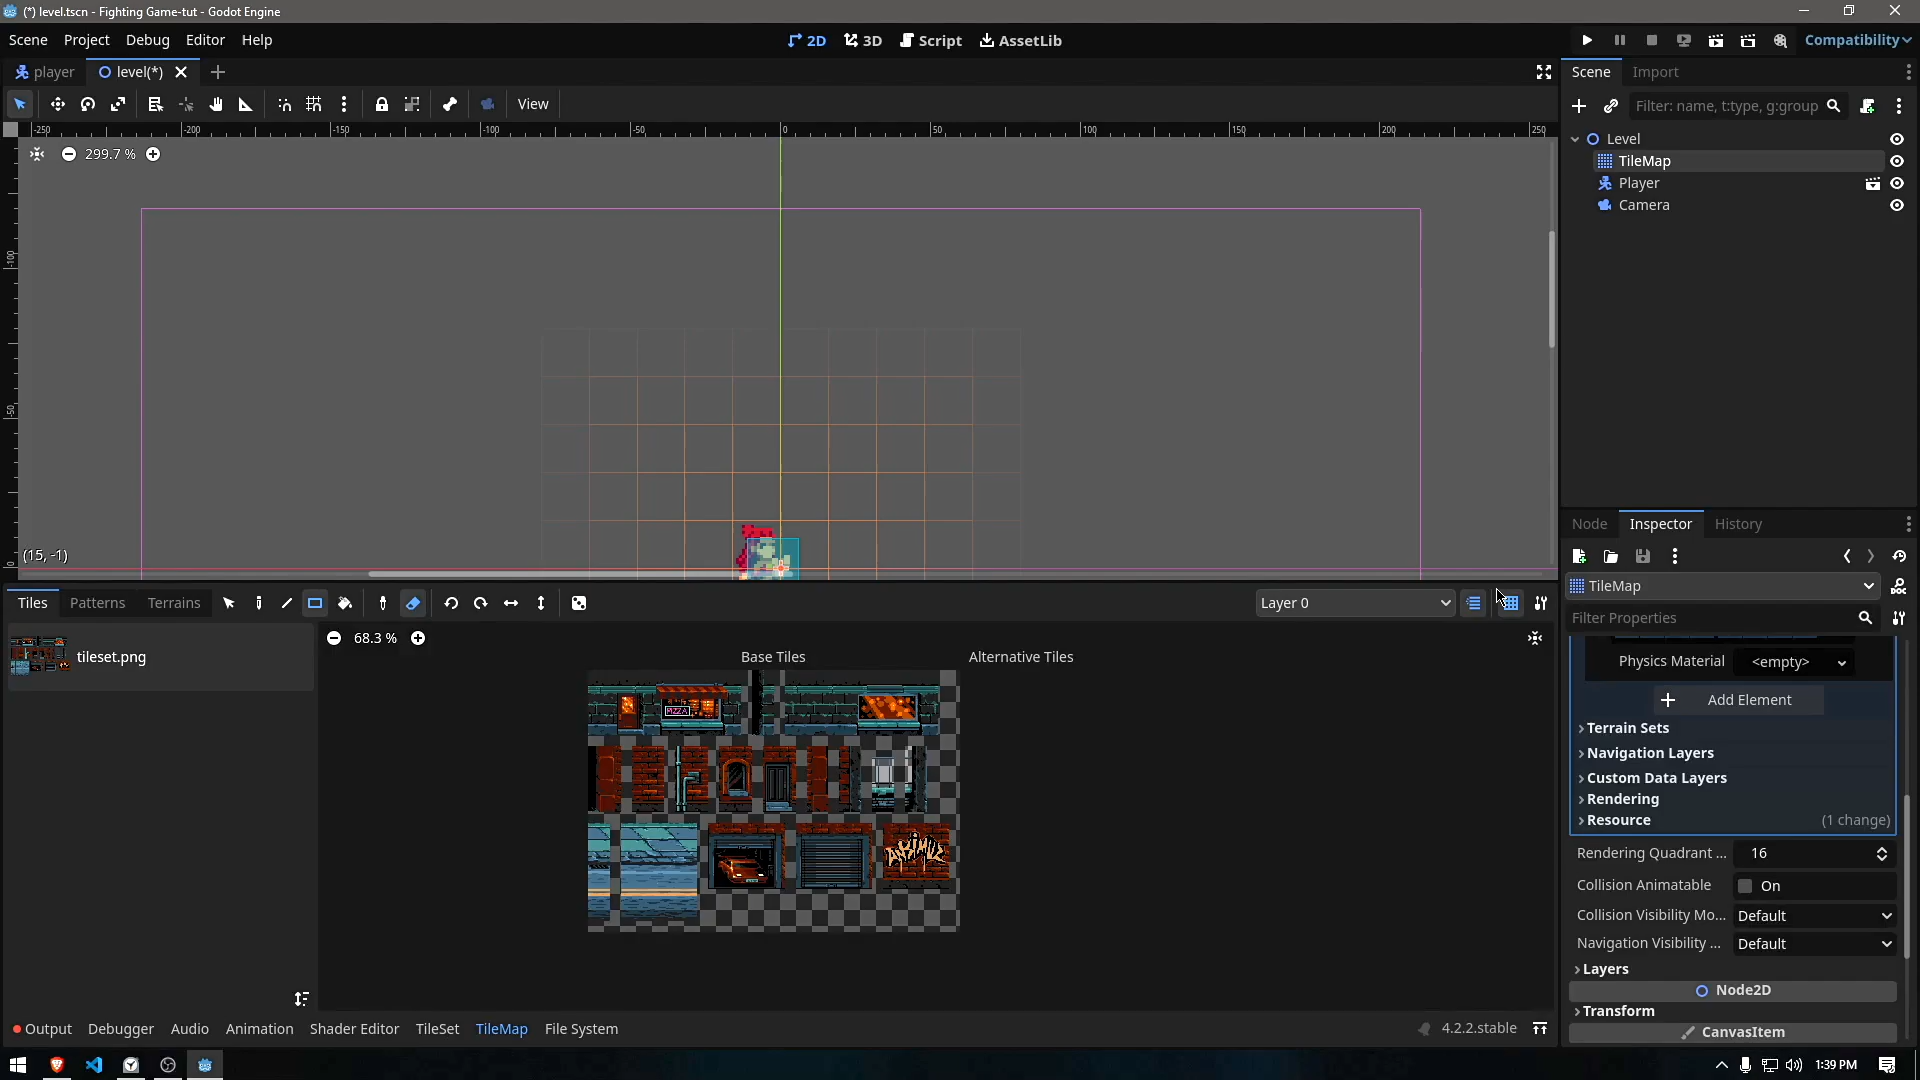 (*) level.tscn - Fighting Game-tut - Godot Engine
Scene Project Debug Editor Help
2D 3D Script AssetLib
Compatibility
player level(*)
Scene Import
View
Filter: name, t:type, g:group
-250 -200 -150 -100 -50 0 50 100 150 200 250
299.7 %
Level
TileMap
Player
Camera
-100
-50
0
(15, -1)
Node Inspector History
TileMap
Filter Properties
Tiles Patterns Terrains
Layer 0
tileset.png
68.3 %
Base Tiles Alternative Tiles
PIZZA
Physics Material <empty>
Add Element
Terrain Sets
Navigation Layers
Custom Data Layers
Rendering
Resource (1 change)
Rendering Quadrant ... 16
Collision Animatable On
Collision Visibility Mo... Default
Navigation Visibility ... Default
Layers
Node2D
Transform
CanvasItem
Output Debugger Audio Animation Shader Editor TileSet TileMap File System
4.2.2.stable
1:39 PM